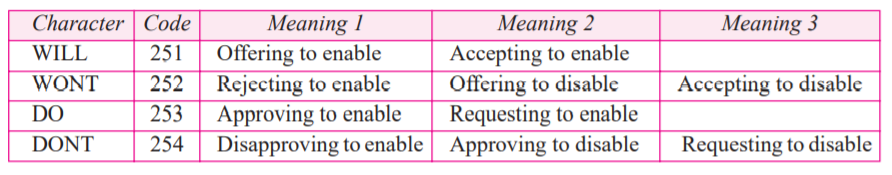 Character Code Meaning 1 Meaning 2 Meaning 3
WILL 251 Offering to enable Accepting to enable
WONT 252 Rejecting to enable Offering to disable Accepting to disable
DO 253 Approving to enable Requesting to enable
DONT 254 Disapproving to enable Approving to disable Requesting to disable